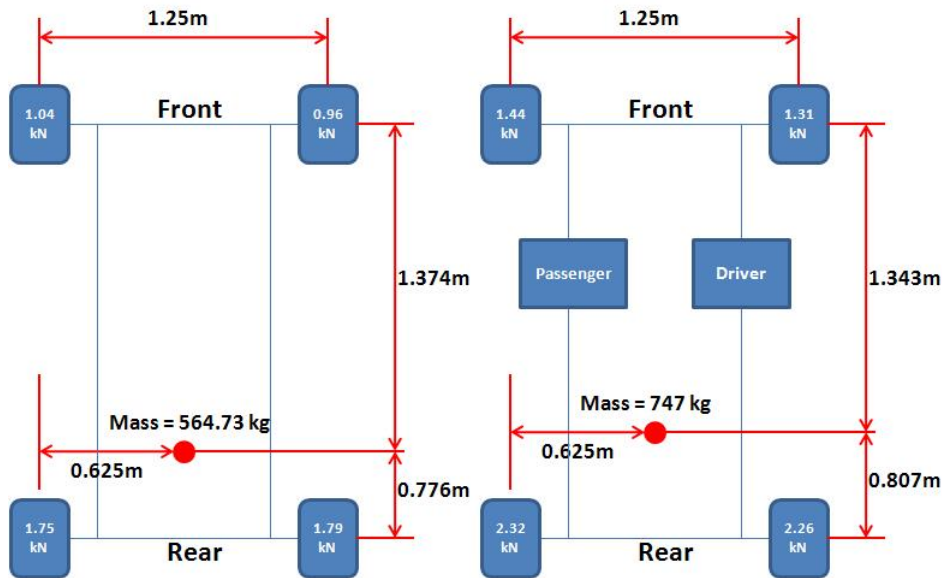 1.25m
1.04
kN
Front
0.96
kN
1.374m
Mass = 564.73 kg
0.625m
0.776m
1.75
kN
Rear
1.79
kN
1.25m
1.44
kN
Front
1.31
kN
Passenger
Driver
1.343m
Mass = 747 kg
0.625m
0.807m
2.32
kN
Rear
2.26
kN